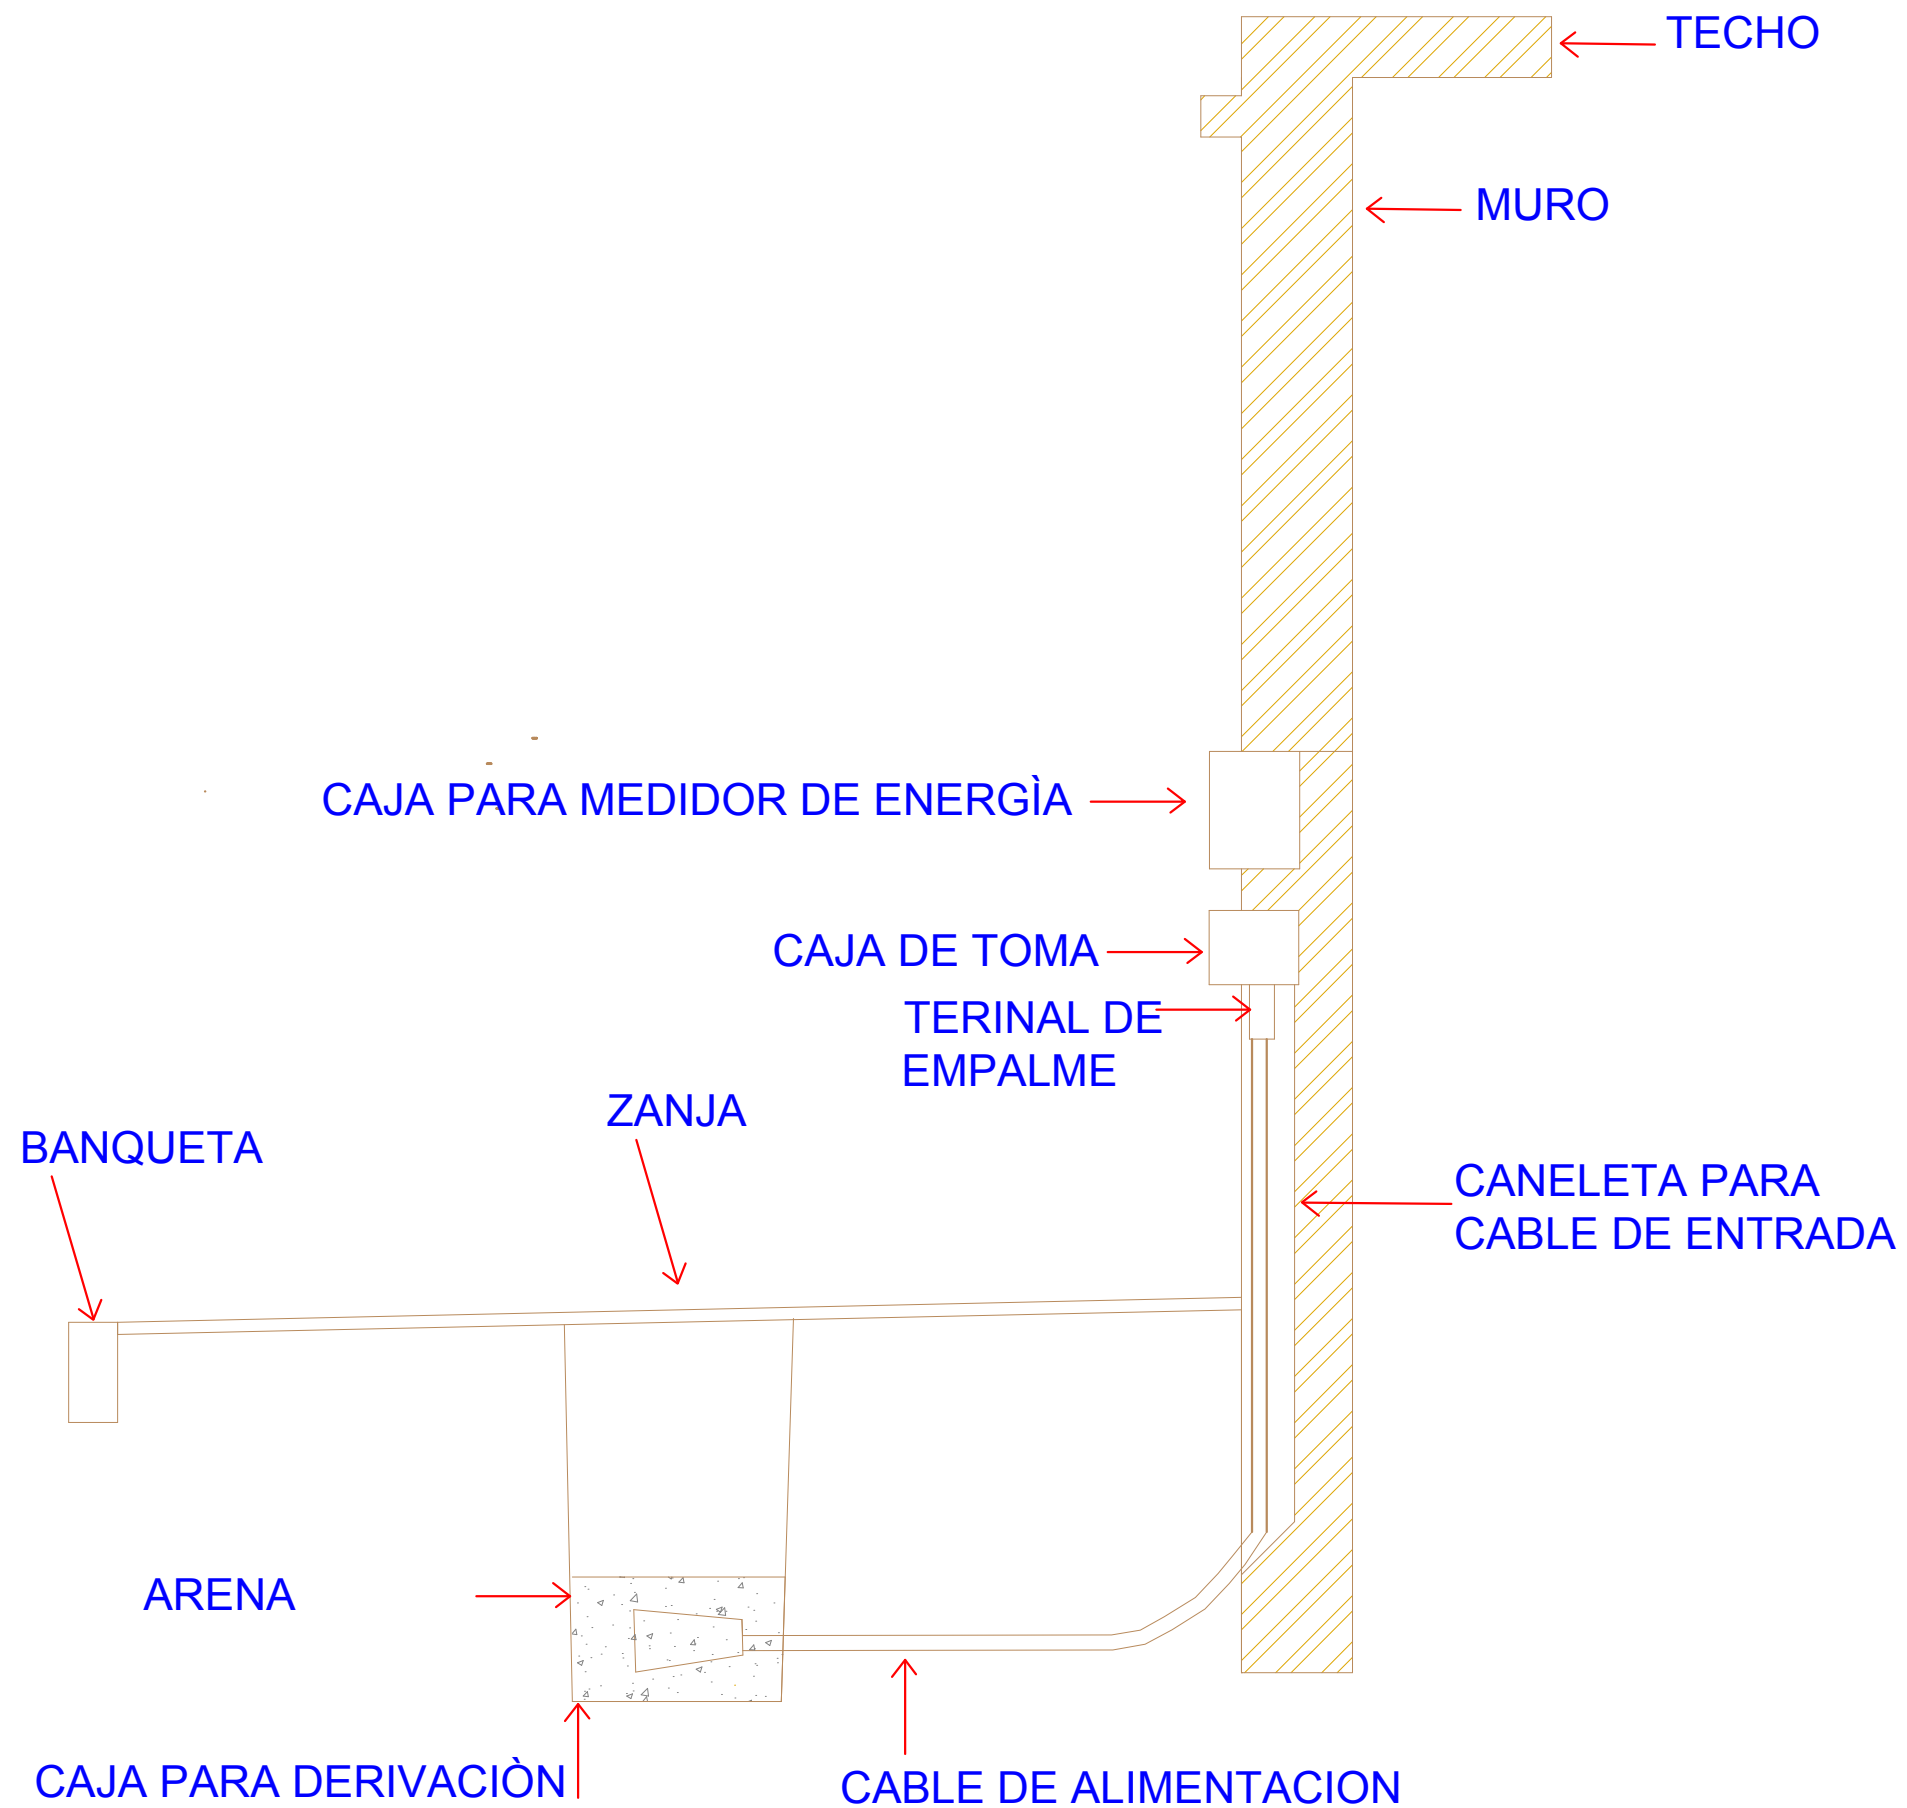 TECHO
MURO
CAJA PARA MEDIDOR DE ENERGÌA
CAJA DE TOMA
TERINAL DE
EMPALME
ZANJA
BANQUETA
CANELETA PARA
CABLE DE ENTRADA
ARENA
CAJA PARA DERIVACIÒN
CABLE DE ALIMENTACION